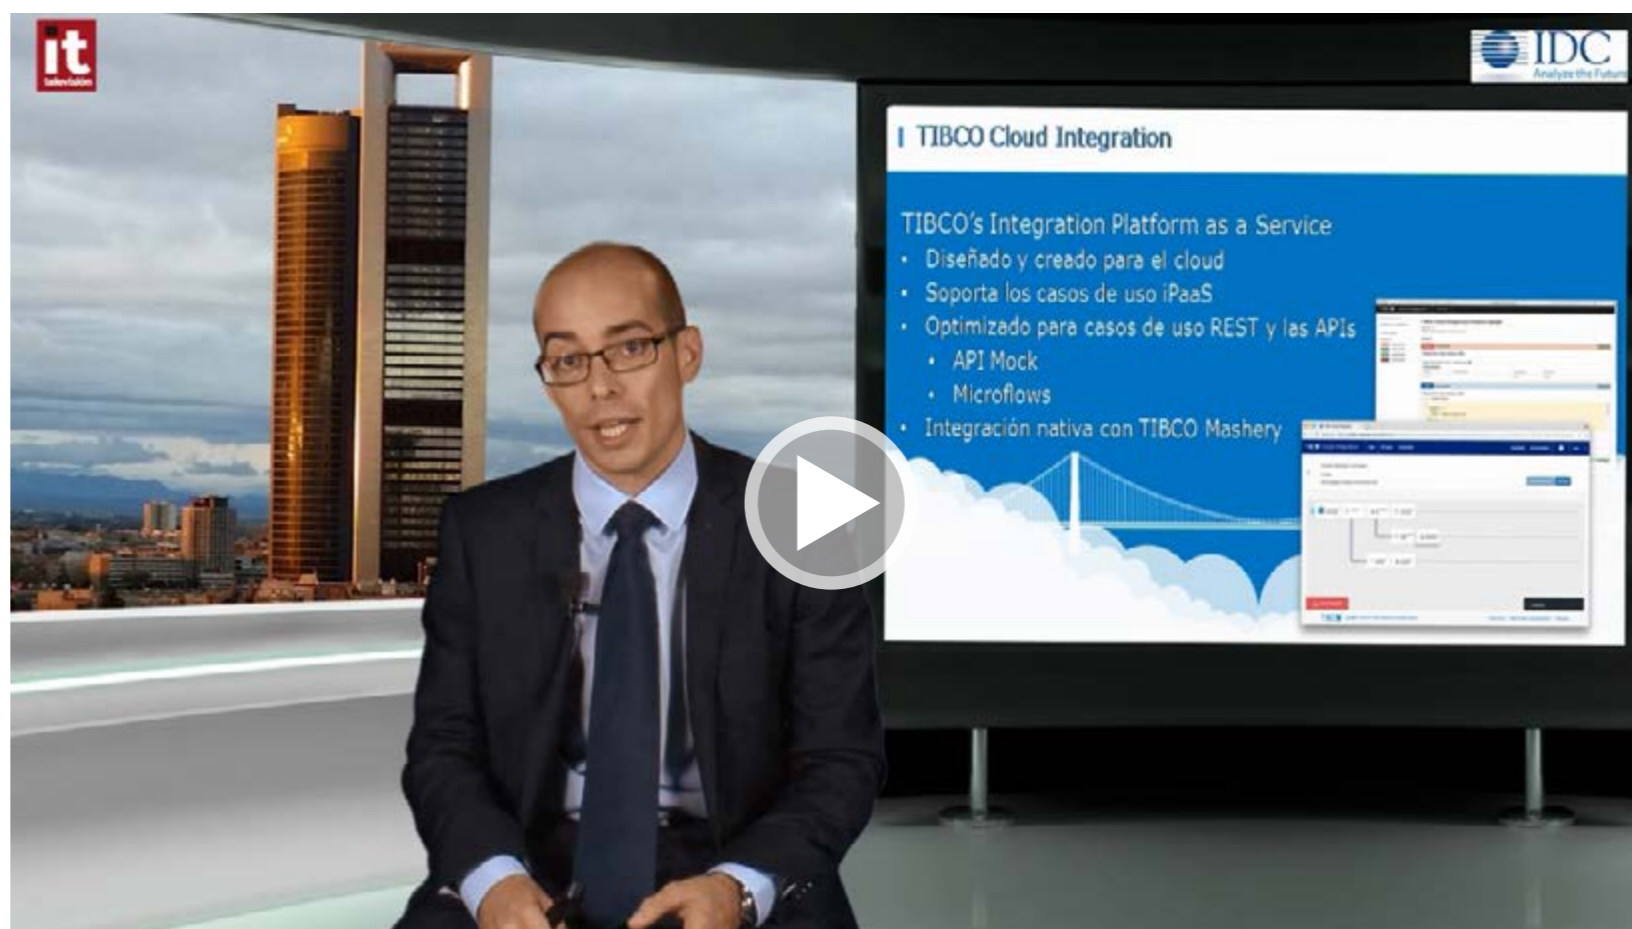 it
televisión
IDC
Analyze the Future
TIBCO Cloud Integration
TIBCO's Integration Platform as a Service
• Diseñado y creado para el cloud
• Soporta los casos de uso iPaaS
• Optimizado para casos de uso REST y las APIs
• API Mock
• Microflows
• Integración nativa con TIBCO Mashery